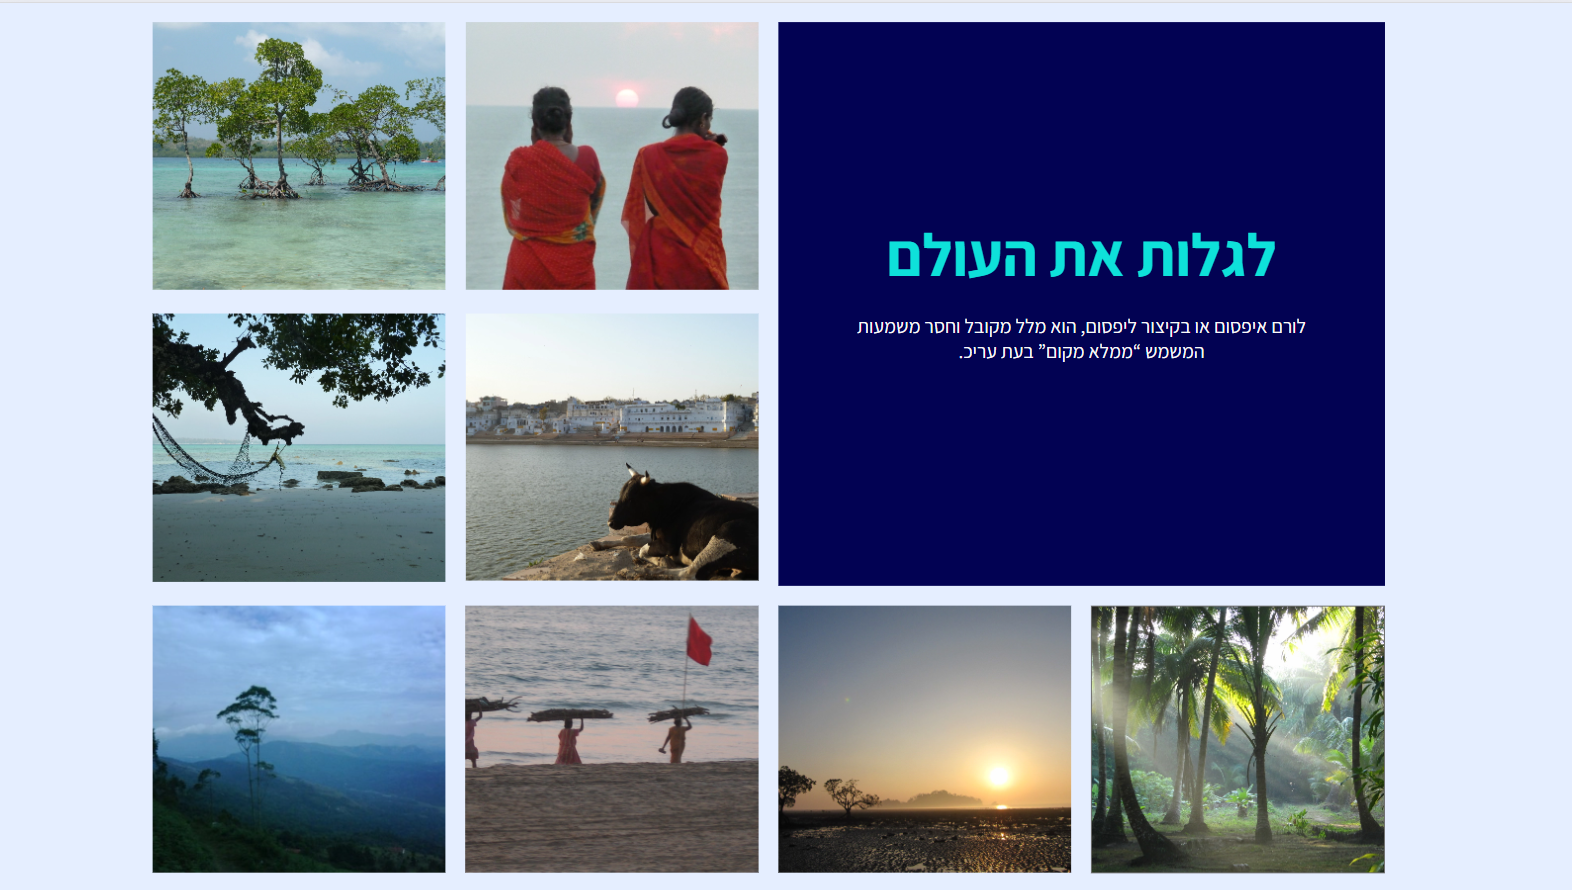 לגלות את העולם
לורם איפסום או בקיצור ליפסום, הוא מלל מקובל וחסר משמעות
המשמש “ממלא מקום” בעת עריכ.